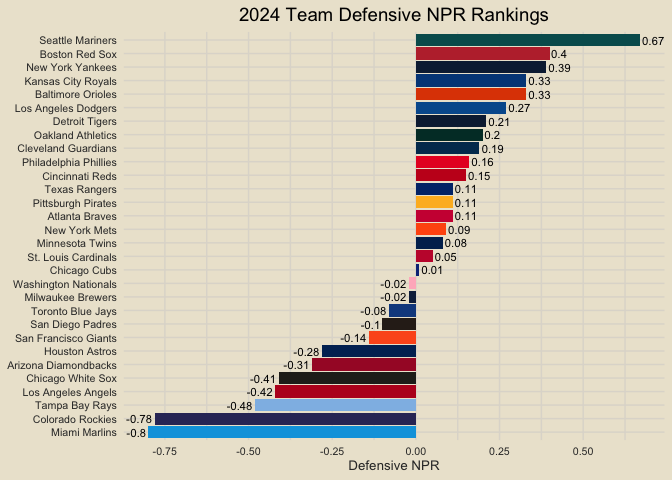 2024 Team Defensive NPR Rankings
Seattle Mariners 0.67
Boston Red Sox 0.4
New York Yankees 0.39
Kansas City Royals 0.33
Baltimore Orioles 0.33
Los Angeles Dodgers 0.27
Detroit Tigers 0.21
Oakland Athletics 0.2
Cleveland Guardians 0.19
Philadelphia Phillies 0.16
Cincinnati Reds 0.15
Texas Rangers 0.11
Pittsburgh Pirates 0.11
Atlanta Braves 0.11
New York Mets 0.09
Minnesota Twins 0.08
St. Louis Cardinals 0.05
Chicago Cubs 0.01
Washington Nationals -0.02
Milwaukee Brewers -0.02
Toronto Blue Jays -0.08
San Diego Padres -0.1
San Francisco Giants -0.14
Houston Astros -0.28
Arizona Diamondbacks -0.31
Chicago White Sox -0.41
Los Angeles Angels -0.42
Tampa Bay Rays -0.48
Colorado Rockies -0.78
Miami Marlins -0.8
-0.75 -0.50 -0.25 0.00 0.25 0.50
Defensive NPR